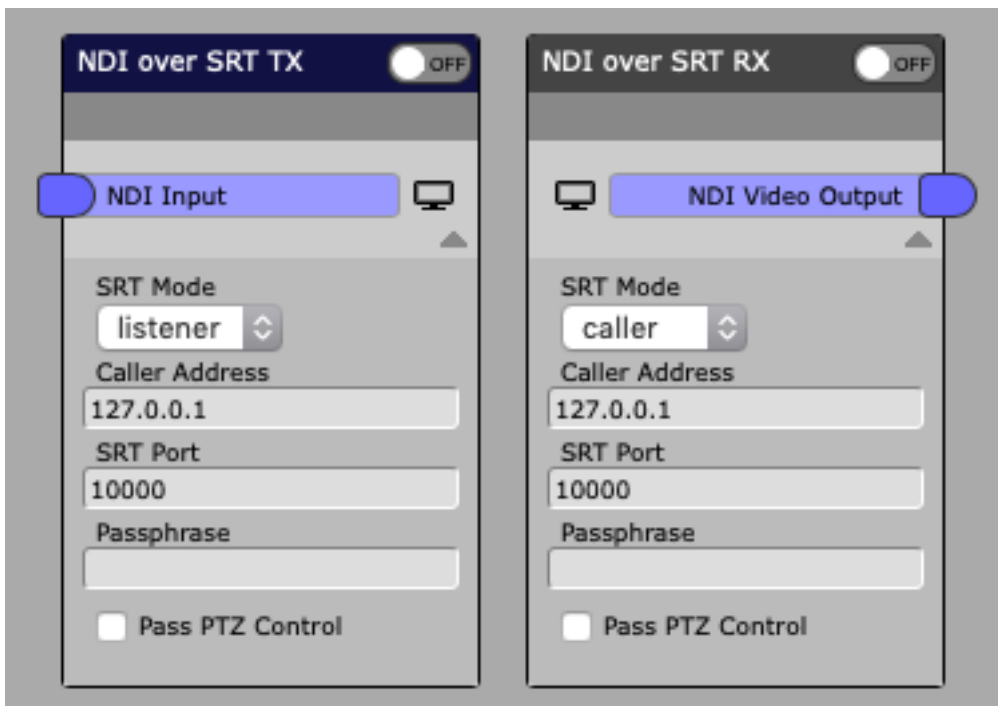 NDI over SRT TX
OFF
NDI Input
SRT Mode
listener
Caller Address
127.0.0.1
SRT Port
10000
Passphrase
Pass PTZ Control
NDI over SRT RX
OFF
NDI Video Output
SRT Mode
caller
Caller Address
127.0.0.1
SRT Port
10000
Passphrase
Pass PTZ Control